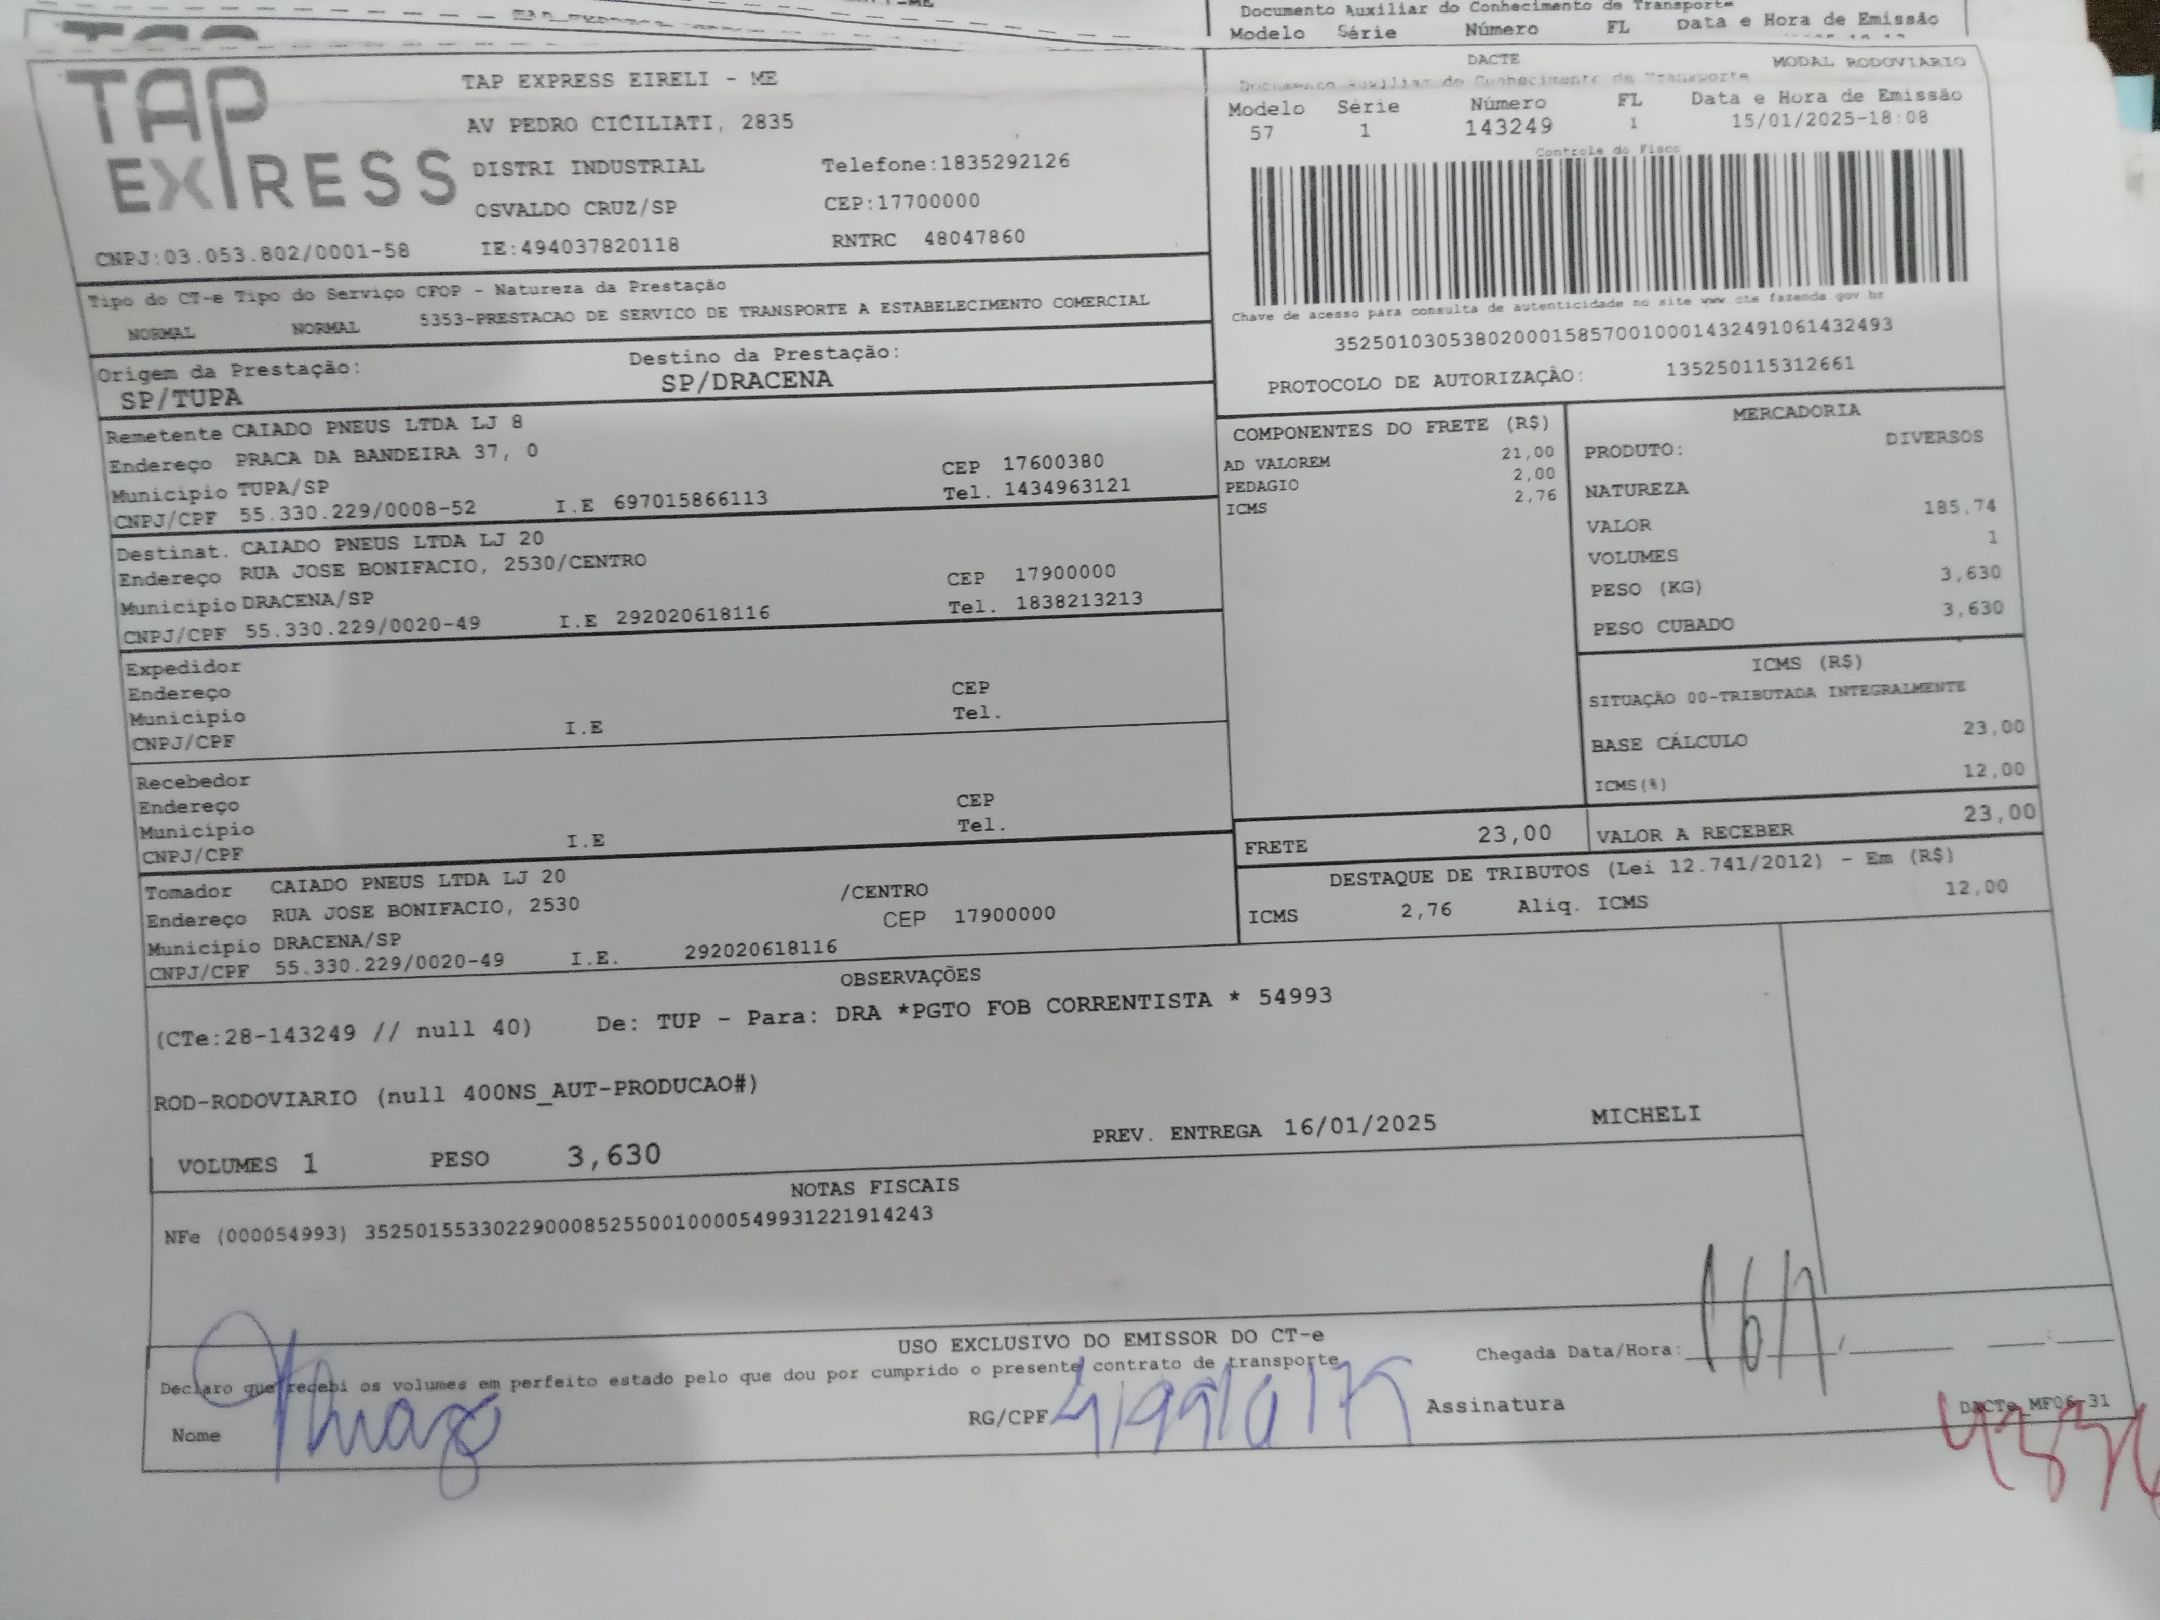 Documento Auxiliar do Conhecimento de Transporte
Modelo Série Número FL Data e Hora de Emissão
TAP EXPRESS
TAP EXPRESS EIRELI - ME
AV PEDRO CICILIATI, 2835
DISTRI INDUSTRIAL Telefone:1835292126
OSVALDO CRUZ/SP CEP:17700000
CNPJ:03.053.802/0001-58 IE:494037820118 RNTRC 48047860
DACTE MODAL RODOVIARIO
Documento Auxiliar do Conhecimento de Transporte
Modelo Série Número FL Data e Hora de Emissão
57 1 143249 1 15/01/2025-18:08
Controle do Fisco
Chave de acesso para consulta de autenticidade no site www cte fazenda.gov.br
35250103053802000158570010001432491061432493
PROTOCOLO DE AUTORIZAÇÃO: 135250115312661
Tipo do CT-e Tipo do Serviço CFOP - Natureza da Prestação
NORMAL NORMAL 5353-PRESTACAO DE SERVICO DE TRANSPORTE A ESTABELECIMENTO COMERCIAL
Origem da Prestação: Destino da Prestação:
SP/TUPA SP/DRACENA
Remetente CAIADO PNEUS LTDA LJ 8
Endereço PRACA DA BANDEIRA 37, 0 CEP 17600380
Município TUPA/SP Tel. 1434963121
CNPJ/CPF 55.330.229/0008-52 I.E 697015866113
Destinat. CAIADO PNEUS LTDA LJ 20
Endereço RUA JOSE BONIFACIO, 2530/CENTRO CEP 17900000
Município DRACENA/SP Tel. 1838213213
CNPJ/CPF 55.330.229/0020-49 I.E 292020618116
Expedidor
Endereço CEP
Município Tel.
CNPJ/CPF I.E
Recebedor
Endereço CEP
Município Tel.
CNPJ/CPF I.E
Tomador CAIADO PNEUS LTDA LJ 20 /CENTRO
Endereço RUA JOSE BONIFACIO, 2530 CEP 17900000
Município DRACENA/SP
CNPJ/CPF 55.330.229/0020-49 I.E. 292020618116
COMPONENTES DO FRETE (R$)
AD VALOREM 21,00
PEDAGIO 2,00
ICMS 2,76
MERCADORIA
PRODUTO: DIVERSOS
NATUREZA
VALOR 185,74
VOLUMES 1
PESO (KG) 3,630
PESO CUBADO 3,630
ICMS (R$)
SITUAÇÃO 00-TRIBUTADA INTEGRALMENTE
BASE CÁLCULO 23,00
ICMS(%) 12,00
FRETE 23,00 VALOR A RECEBER 23,00
DESTAQUE DE TRIBUTOS (Lei 12.741/2012) - Em (R$)
ICMS 2,76 Aliq. ICMS 12,00
OBSERVAÇÕES
(CTe:28-143249 // null 40) De: TUP - Para: DRA *PGTO FOB CORRENTISTA * 54993
ROD-RODOVIARIO (null 400NS_AUT-PRODUCAO#)
VOLUMES 1 PESO 3,630 PREV. ENTREGA 16/01/2025 MICHELI
NOTAS FISCAIS
NFe (000054993) 35250155330229000852550010000549931221914243
USO EXCLUSIVO DO EMISSOR DO CT-e
Declaro que recebi os volumes em perfeito estado pelo que dou por cumprido o presente contrato de transporte
Chegada Data/Hora:
Nome Thiago RG/CPF Assinatura
DACTe_MF06-31